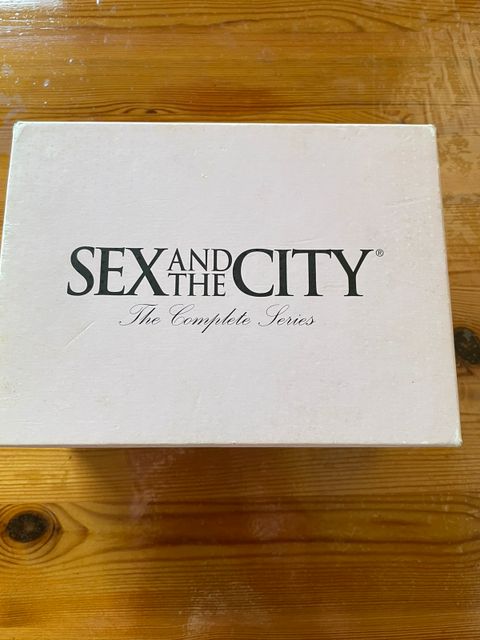 SEX AND THE CITY®
The Complete Series